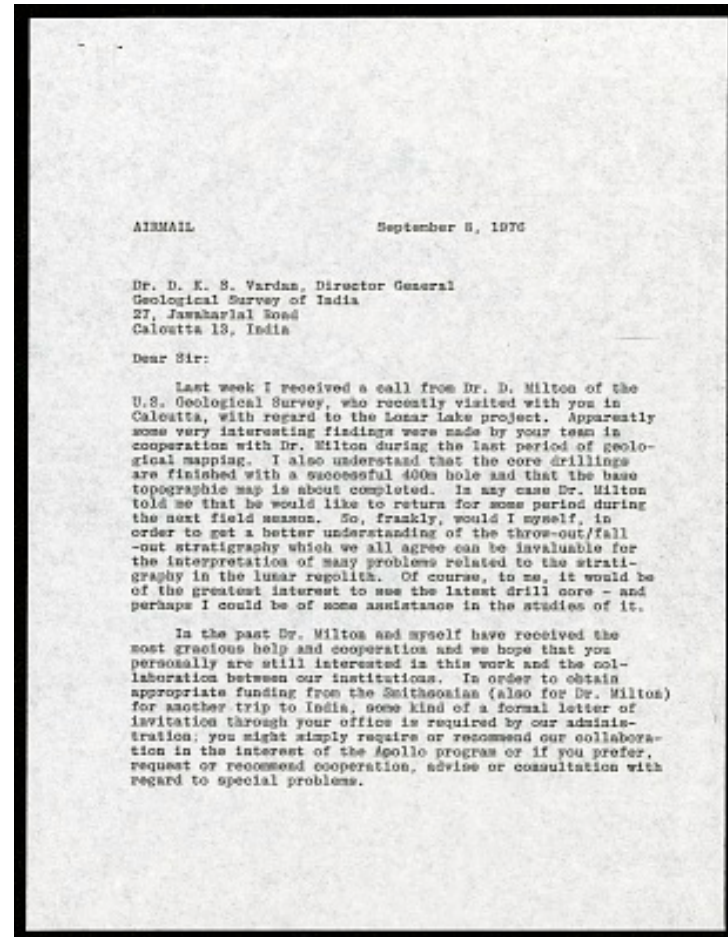 AIRMAIL September 8, 1976
Dr. D. K. S. Vardan, Director General
Geological Survey of India
27, Jawaharlal Road
Calcutta 13, India
Dear Sir:
Last week I received a call from Dr. D. Milton of the
U.S. Geological Survey, who recently visited with you in
Calcutta, with regard to the Lonar Lake project. Apparently
some very interesting findings were made by your team in
cooperation with Dr. Milton during the last period of geolo-
gical mapping. I also understand that the core drillings
are finished with a successful 400m hole and that the base
topographic map is about completed. In any case Dr. Milton
told me that he would like to return for some period during
the next field season. So, frankly, would I myself, in
order to get a better understanding of the throw-out/fall
-out stratigraphy which we all agree can be invaluable for
the interpretation of many problems related to the strati-
graphy in the lunar regolith. Of course, to me, it would be
of the greatest interest to see the latest drill core - and
perhaps I could be of some assistance in the studies of it.
In the past Dr. Milton and myself have received the
most gracious help and cooperation and we hope that you
personally are still interested in this work and the col-
laboration between our institutions. In order to obtain
appropriate funding from the Smithsonian (also for Dr. Milton)
for another trip to India, some kind of a formal letter of
invitation through your office is required by our adminis-
tration; you might simply require or recommend our collabora-
tion in the interest of the Apollo program or if you prefer,
request or recommend cooperation, advise or consultation with
regard to special problems.